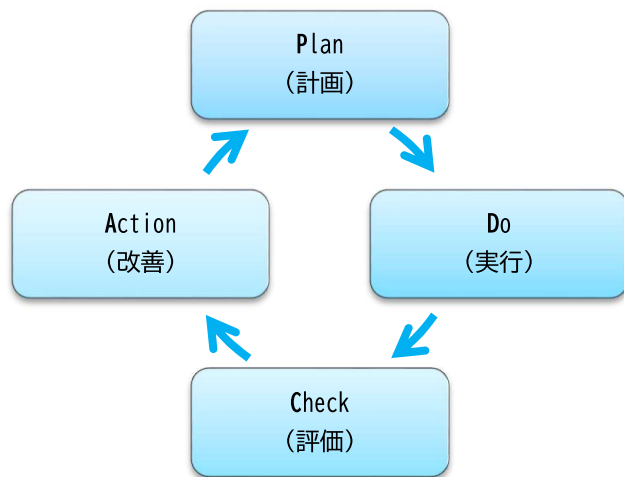 Plan
（計画）
Action
（改善）
Do
（実行）
Check
（評価）